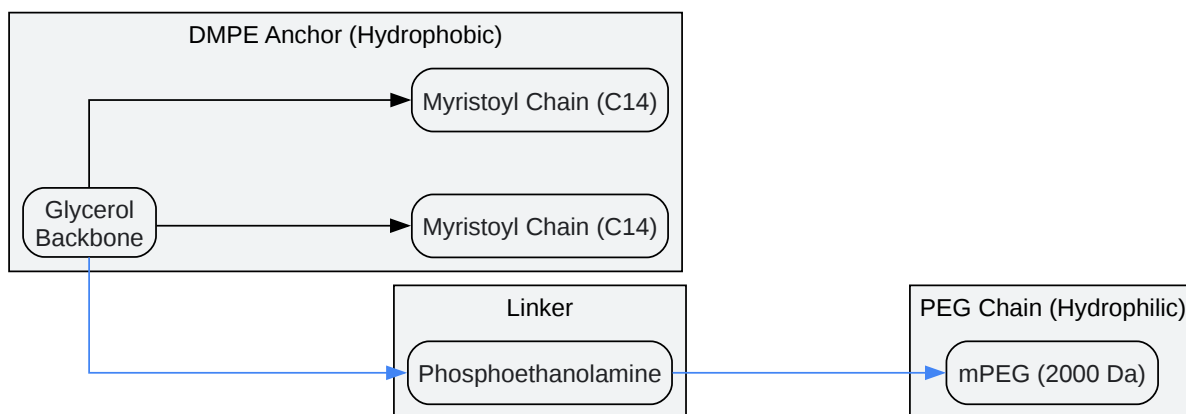 DMPE Anchor (Hydrophobic)
Myristoyl Chain (C14)
Glycerol
Backbone
Myristoyl Chain (C14)
Linker
Phosphoethanolamine
PEG Chain (Hydrophilic)
mPEG (2000 Da)